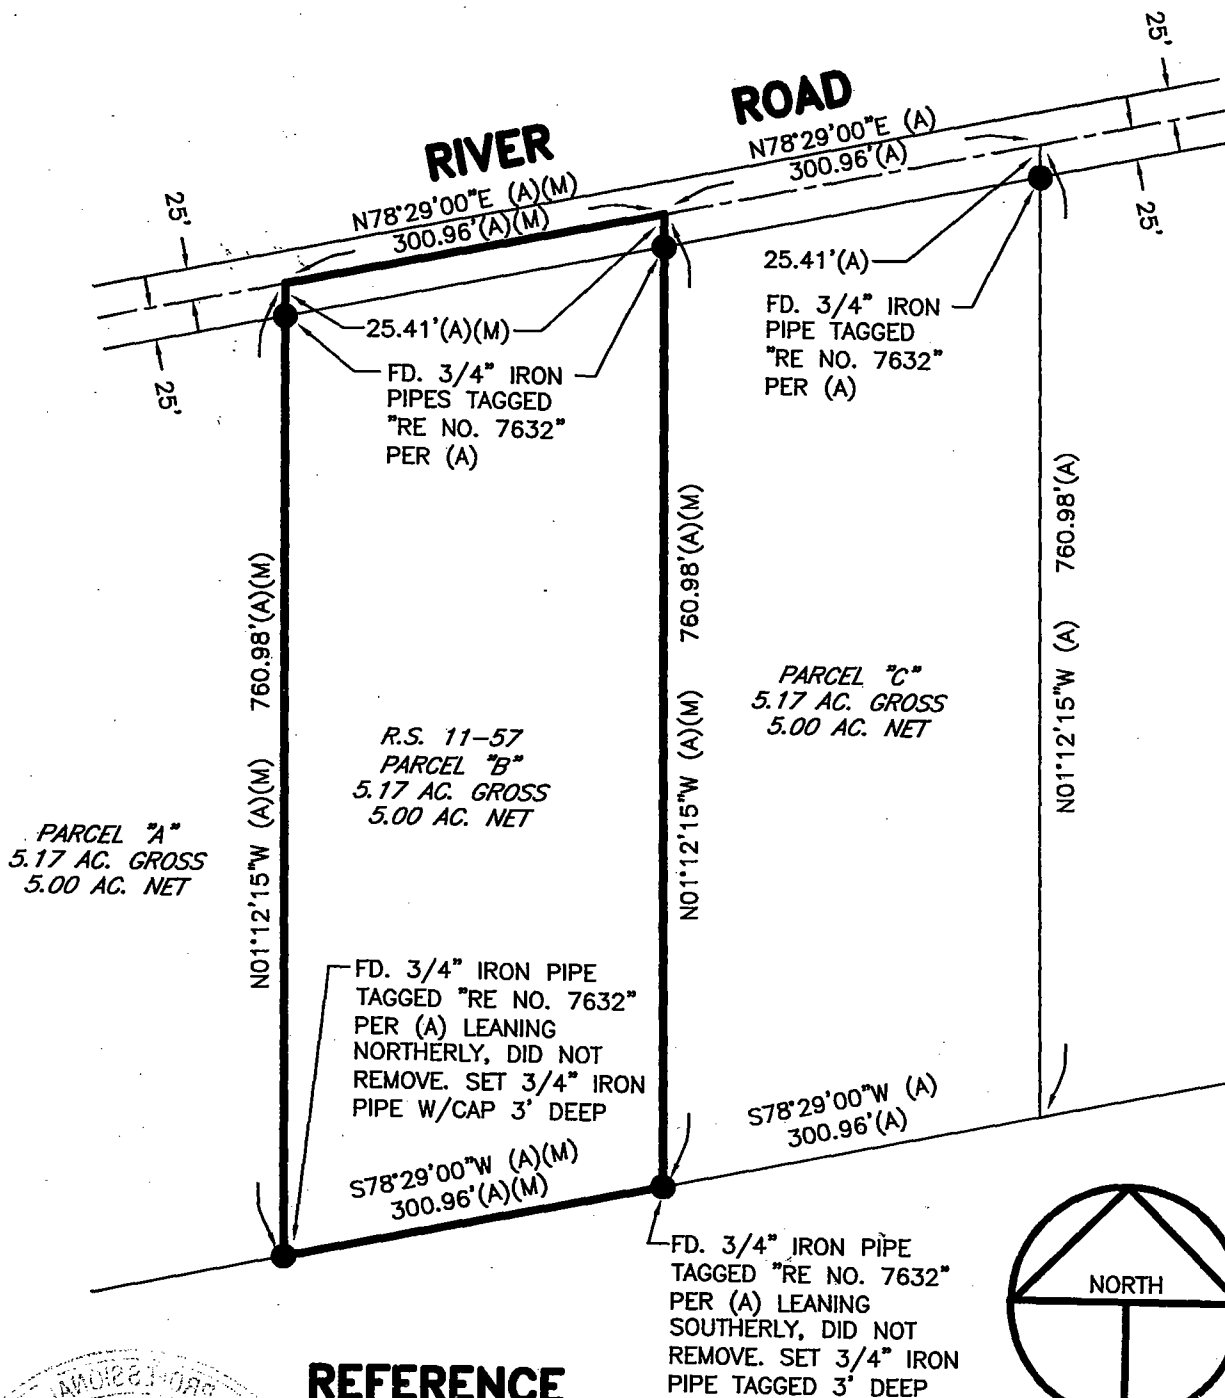 25'
ROAD
RIVER
N78°29'00"E (A)
300.96'(A)
25'
N78°29'00"E (A)(M)
300.96'(A)(M)
25'
25.41'(A)
FD. 3/4" IRON
PIPE TAGGED
"RE NO. 7632"
PER (A)
25.41'(A)(M)
25'
FD. 3/4" IRON
PIPES TAGGED
"RE NO. 7632"
PER (A)
760.98'(A)(M)
N01°12'15"W (A)(M)
760.98'(A)(M)
N01°12'15"W (A)(M)
760.98'(A)
N01°12'15"W (A)
PARCEL "C"
5.17 AC. GROSS
5.00 AC. NET
R.S. 11-57
PARCEL "B"
5.17 AC. GROSS
5.00 AC. NET
PARCEL "A"
5.17 AC. GROSS
5.00 AC. NET
FD. 3/4" IRON PIPE
TAGGED "RE NO. 7632"
PER (A) LEANING
NORTHERLY, DID NOT
REMOVE. SET 3/4" IRON
PIPE W/CAP 3' DEEP
S78°29'00"W (A)
300.96'(A)
S78°29'00"W (A)(M)
300.96'(A)(M)
FD. 3/4" IRON PIPE
TAGGED "RE NO. 7632"
PER (A) LEANING
SOUTHERLY, DID NOT
REMOVE. SET 3/4" IRON
PIPE TAGGED 3' DEEP
NORTH
REFERENCE